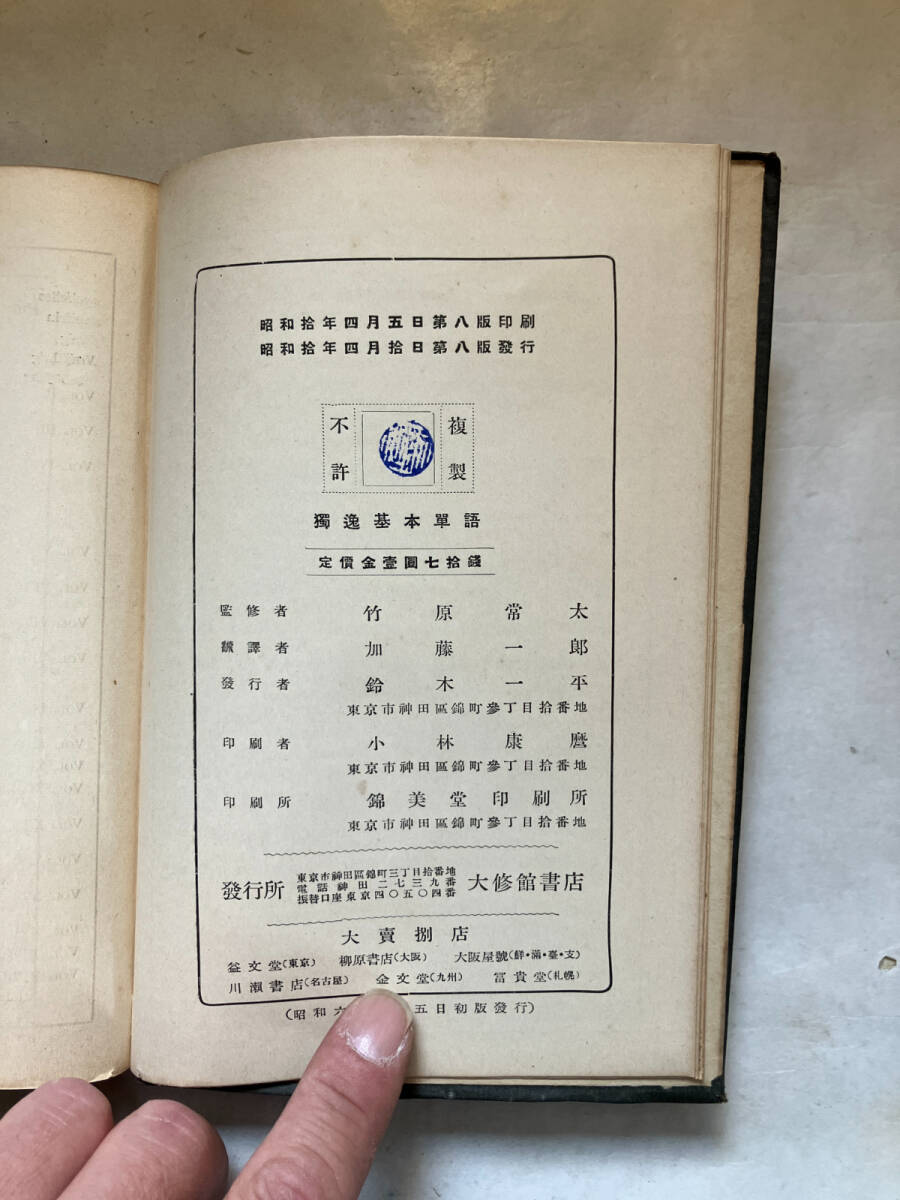 昭和拾年四月五日第八版印刷
昭和拾年四月拾日第八版發行
不許
複製
獨逸基本單語
定價金壹圓七拾錢
監修者 竹原常太
飜譯者 加藤一郞
發行者 鈴木一平
東京市神田區錦町參丁目拾番地
印刷者 小林康麿
東京市神田區錦町參丁目拾番地
印刷所 錦美堂印刷所
東京市神田區錦町參丁目拾番地
發行所 東京市神田區錦町三丁目拾番地
電話神田二七三九番
振替口座東京四〇五〇四番
大修館書店
大賣捌店
益文堂(東京) 柳原書店(大阪) 大阪屋號(鮮・滿・臺・支)
川瀨書店(名古屋) 金文堂(九州) 冨貴堂(札幌)
(昭和六 五日初版發行)